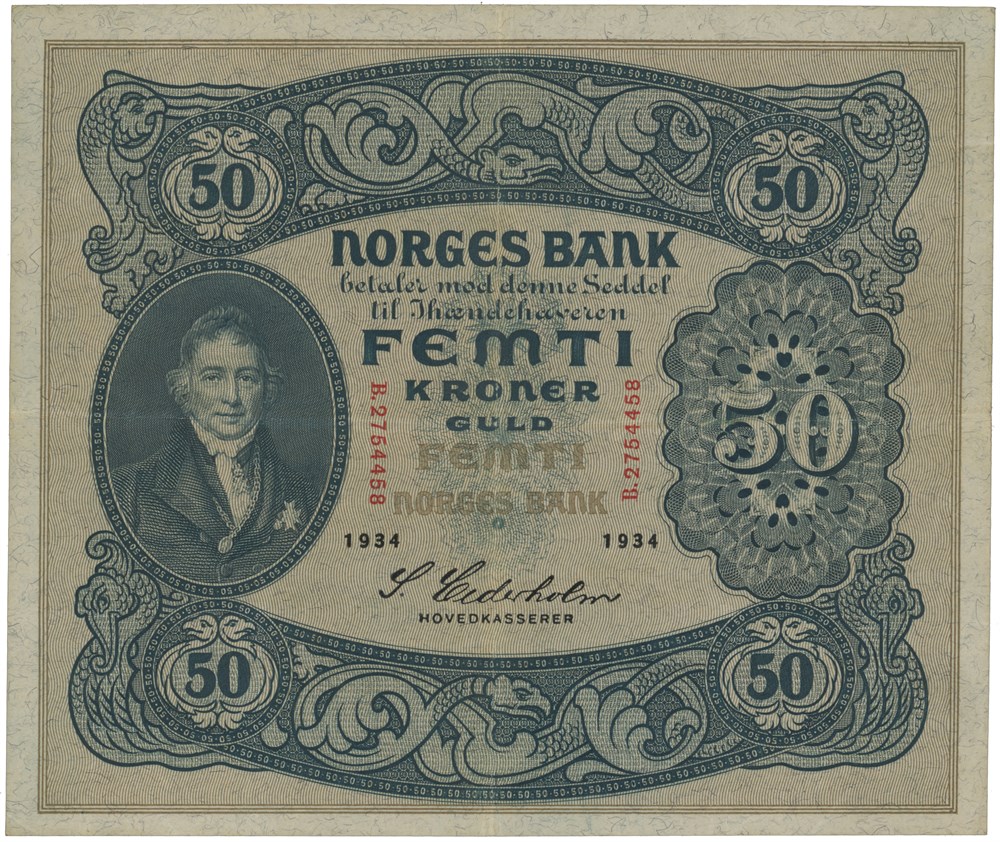 50
50
NORGES BANK
betaler mod denne Seddel
til Ihændehaveren
FEMTI
KRONER
GULD
FEMTI
NORGES BANK
B.2754458
B.2754458
50
1934
1934
S. Cederholm
HOVEDKASSERER
50
50